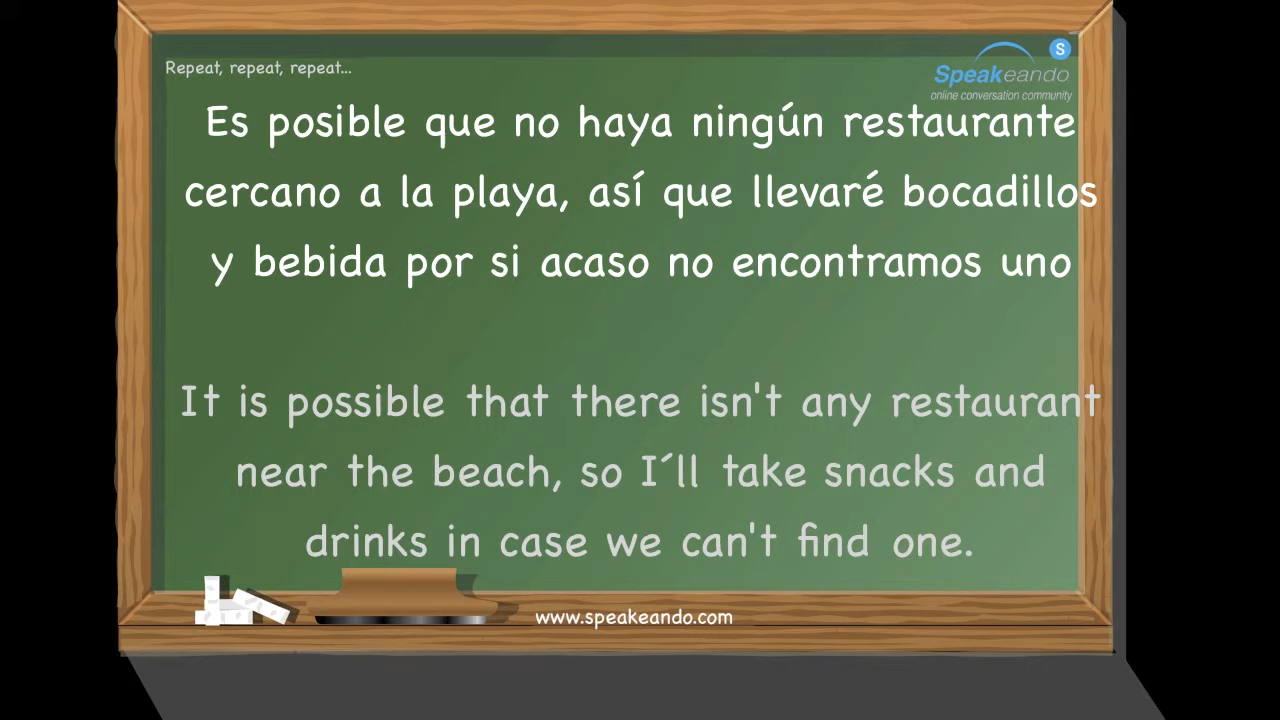 Repeat, repeat, repeat...
S
Speakeando
online conversation community
Es posible que no haya ningún restaurante
cercano a la playa, así que llevaré bocadillos
y bebida por si acaso no encontramos uno
It is possible that there isn't any restaurant
near the beach, so I´ll take snacks and
drinks in case we can't find one.
www.speakeando.com